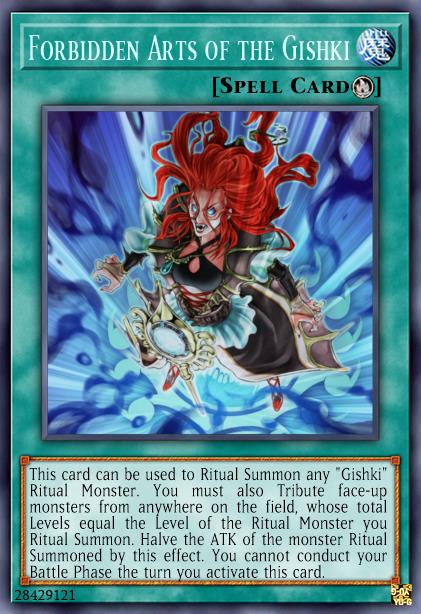 Forbidden Arts of the Gishki
魔
[Spell Card]
This card can be used to Ritual Summon any "Gishki"
Ritual Monster. You must also Tribute face-up
monsters from anywhere on the field, whose total
Levels equal the Level of the Ritual Monster you
Ritual Summon. Halve the ATK of the monster Ritual
Summoned by this effect. You cannot conduct your
Battle Phase the turn you activate this card.
28429121